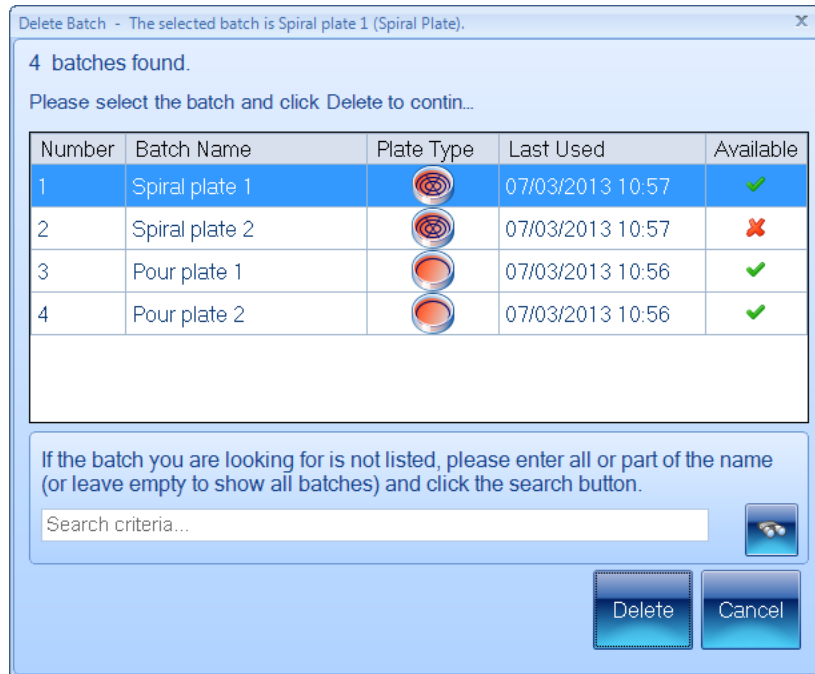 Delete Batch - The selected batch is Spiral plate 1 (Spiral Plate).
4 batches found.
Please select the batch and click Delete to contin...
Number Batch Name Plate Type Last Used Available
1 Spiral plate 1 07/03/2013 10:57
2 Spiral plate 2 07/03/2013 10:57
3 Pour plate 1 07/03/2013 10:56
4 Pour plate 2 07/03/2013 10:56
If the batch you are looking for is not listed, please enter all or part of the name
(or leave empty to show all batches) and click the search button.
Search criteria...
Delete Cancel